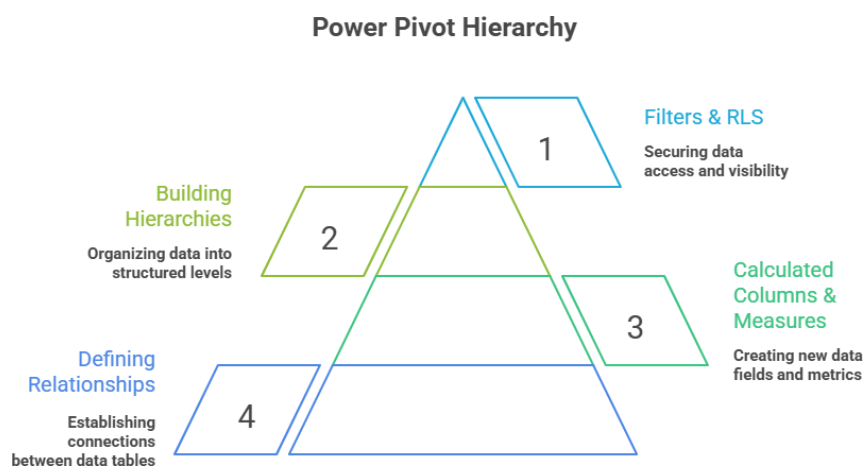 Power Pivot Hierarchy
1
Filters & RLS
Securing data
access and visibility
2
Building
Hierarchies
Organizing data into
structured levels
3
Calculated
Columns &
Measures
Creating new data
fields and metrics
4
Defining
Relationships
Establishing
connections
between data tables